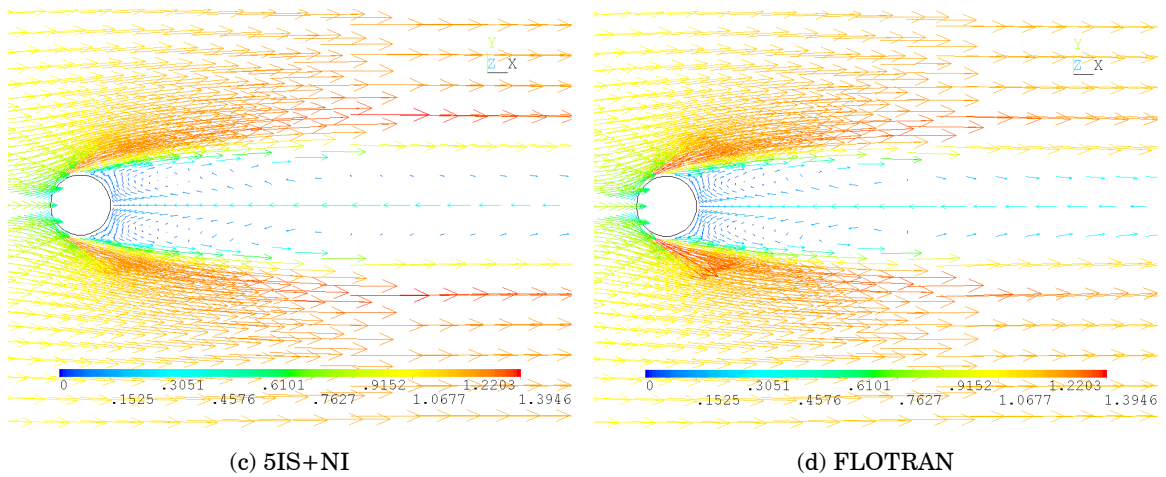 Y
Z X
0 .3051 .6101 .9152 1.2203
.1525 .4576 .7627 1.0677 1.3946
(c) 5IS+NI
Y
Z X
0 .3051 .6101 .9152 1.2203
.1525 .4576 .7627 1.0677 1.3946
(d) FLOTRAN